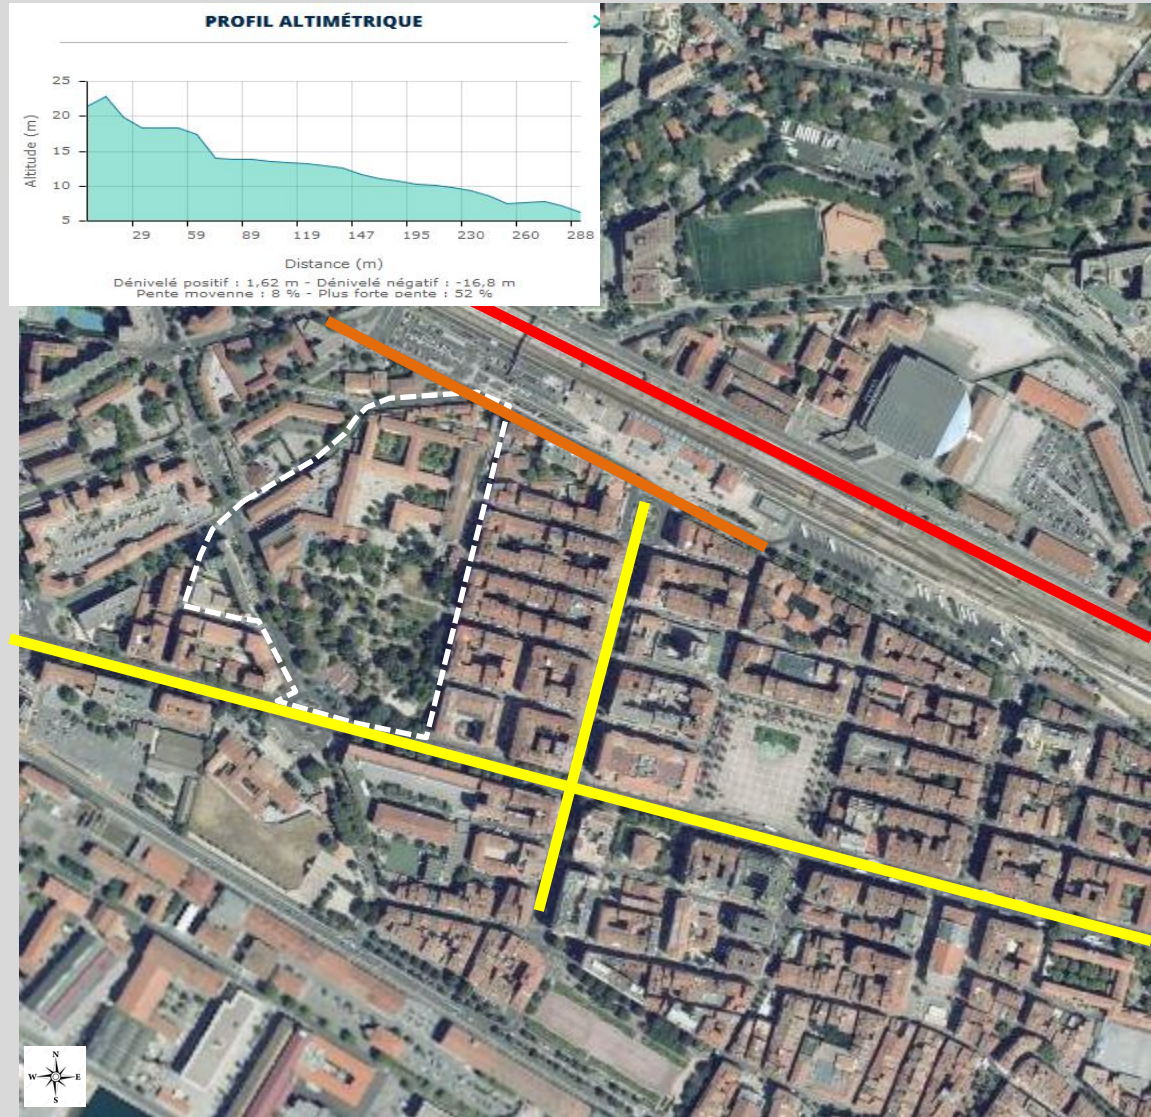 PROFIL ALTIMÉTRIQUE
25
20
15
10
5
Altitude (m)
29 59 89 119 147 195 230 260 288
Distance (m)
Dénivelé positif : 1,62 m - Dénivelé négatif : -16,8 m
Pente moyenne : 8 % - Plus forte pente : 52 %
N
W E
S